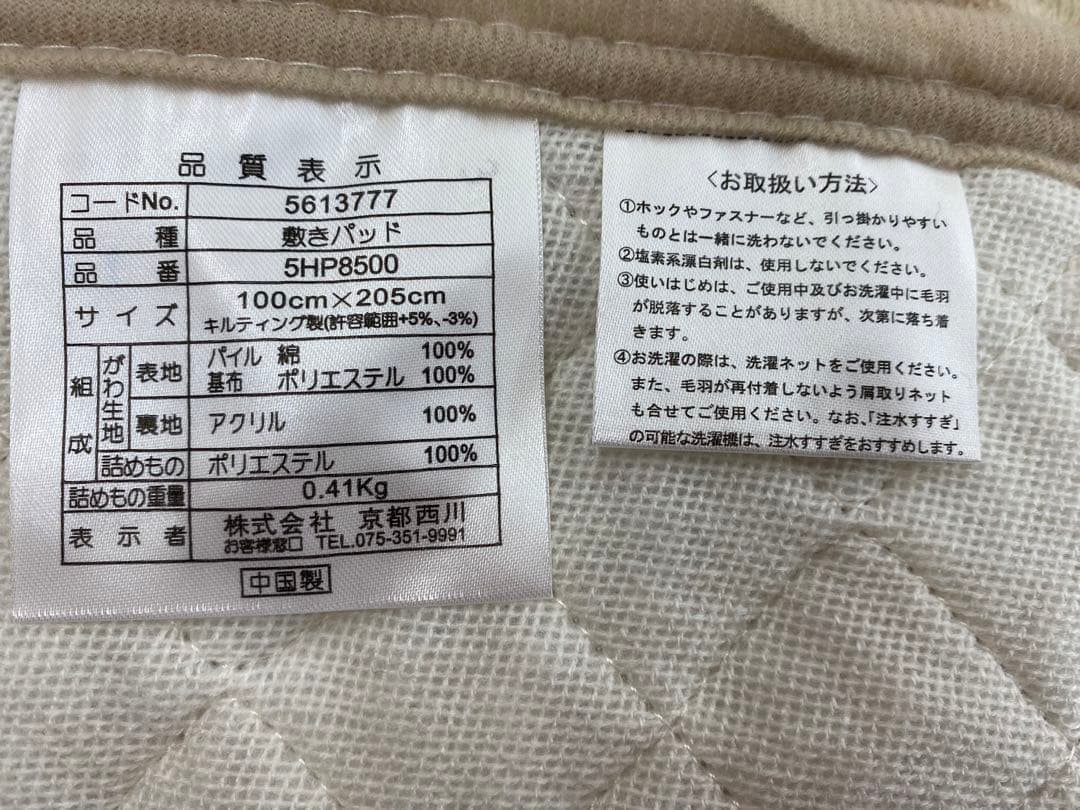 品質表示
コードNo. 5613777
品種 敷きパッド
品番 5HP8500
サイズ 100cm×205cm
キルティング製(許容範囲+5%、-3%)
組成 がわ生地 表地 パイル 綿 100%
基布 ポリエステル 100%
裏地 アクリル 100%
詰めもの ポリエステル 100%
詰めもの重量 0.41Kg
表示者 株式会社 京都西川
お客様窓口 TEL.075-351-9991
中国製
〈お取扱い方法〉
①ホックやファスナーなど、引っ掛かりやすい
ものとは一緒に洗わないでください。
②塩素系漂白剤は、使用しないでください。
③使いはじめは、ご使用中及びお洗濯中に毛羽
が脱落することがありますが、次第に落ち着
きます。
④お洗濯の際は、洗濯ネットをご使用ください。
また、毛羽が再付着しないよう屑取りネット
も合せてご使用ください。なお、「注水すすぎ」
の可能な洗濯機は、注水すすぎをおすすめします。